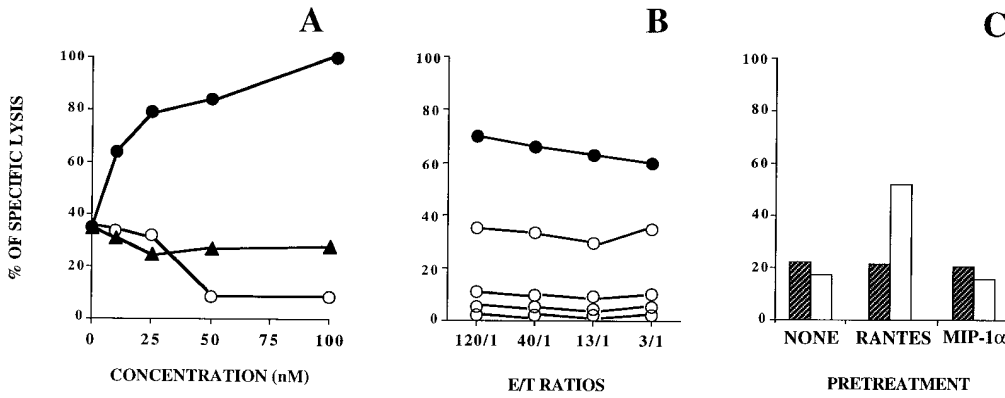 A
B
C
% OF SPECIFIC LYSIS
100
80
60
40
20
0
0
25
50
75
100
CONCENTRATION (nM)
100
80
60
40
20
0
120/1
40/1
13/1
3/1
E/T RATIOS
100
80
60
40
20
0
NONE
RANTES
MIP-1α
PRETREATMENT